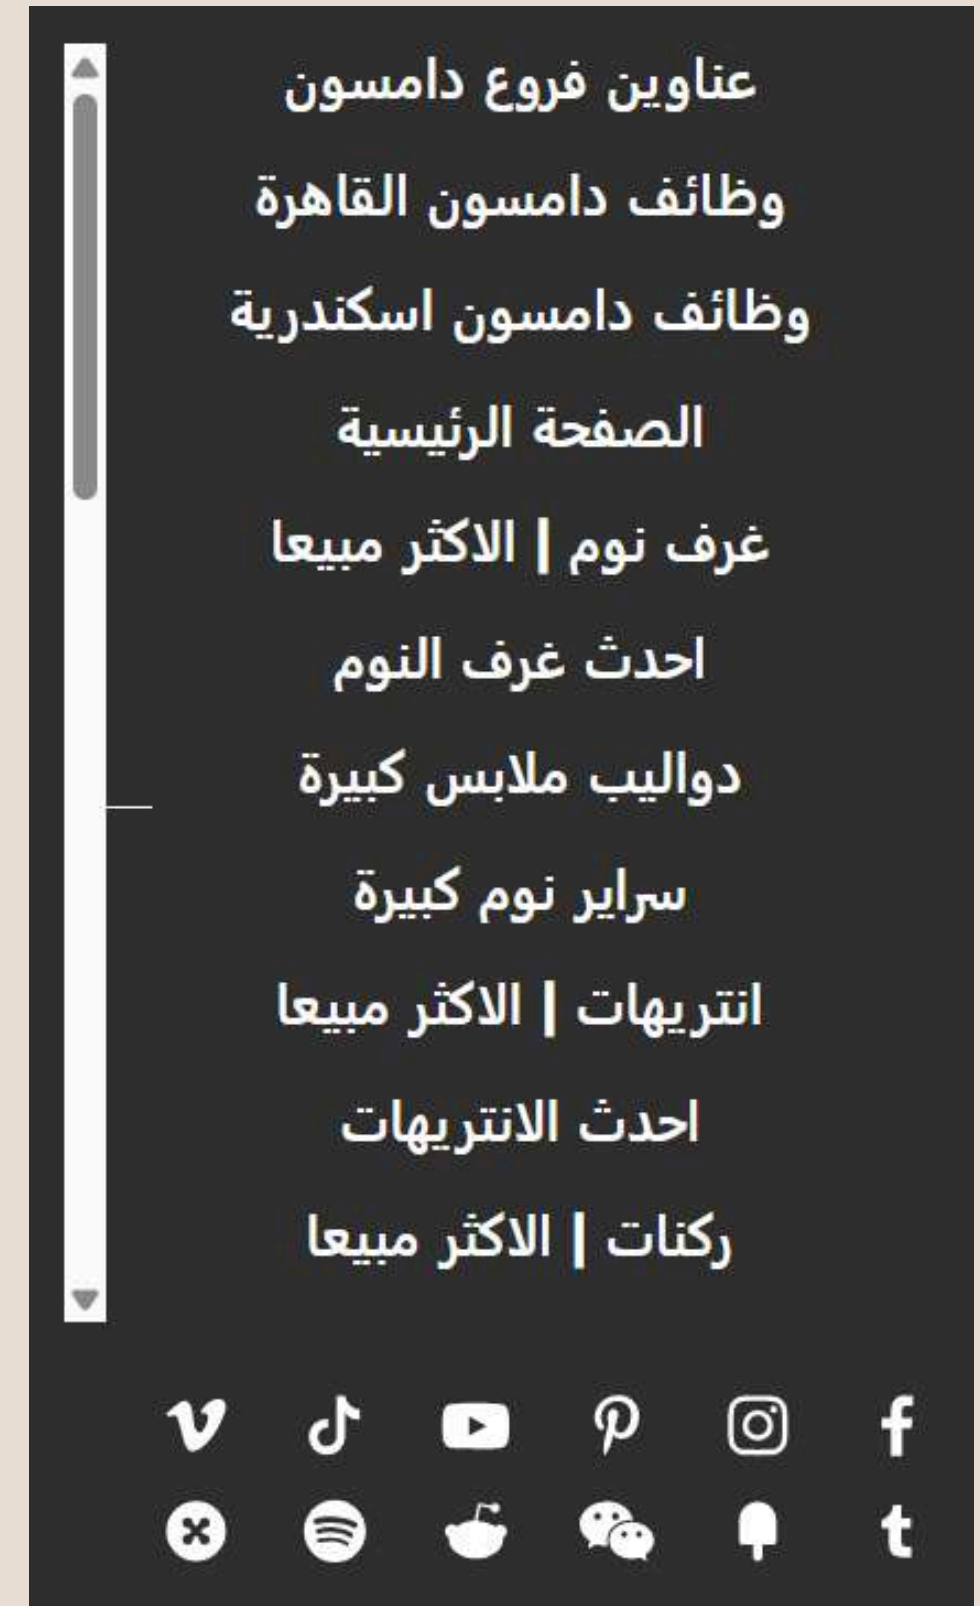 عناوين فروع دامسون
وظائف دامسون القاهرة
وظائف دامسون اسكندرية
الصفحة الرئيسية
غرف نوم | الاكثر مبيعا
احدث غرف النوم
دواليب ملابس كبيرة
سراير نوم كبيرة
انتريهات | الاكثر مبيعا
احدث الانتريهات
ركنات | الاكثر مبيعا